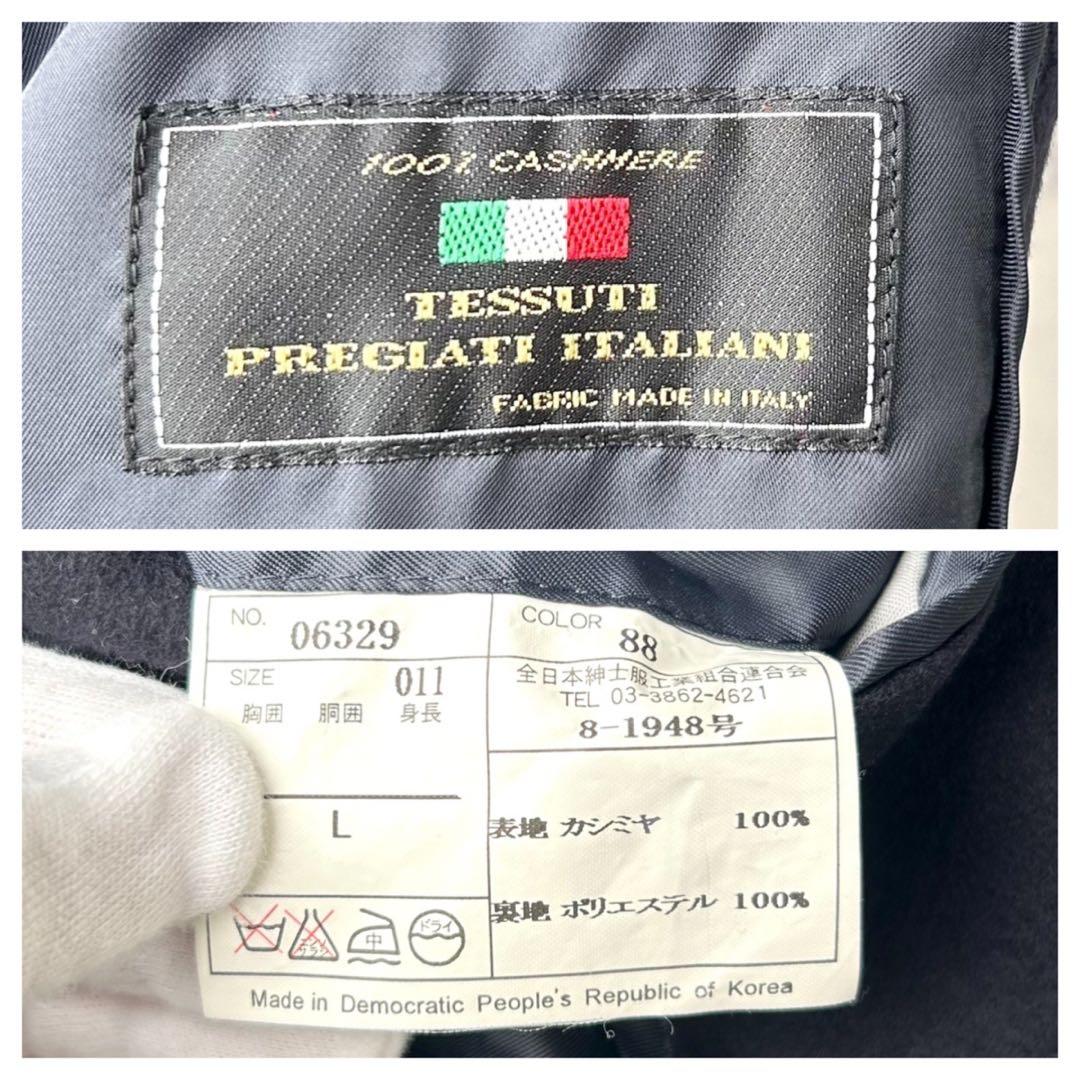 100% CASHMERE
TESSUTI
PREGIATI ITALIANI
FABRIC MADE IN ITALY
NO. 06329
SIZE 011
胸囲 胴囲 身長
L
中 ドライ
COLOR 88
全日本紳士服工業組合連合会
TEL 03-3862-4621
8-1948号
表地 カシミヤ 100%
裏地 ポリエステル 100%
Made in Democratic People's Republic of Korea